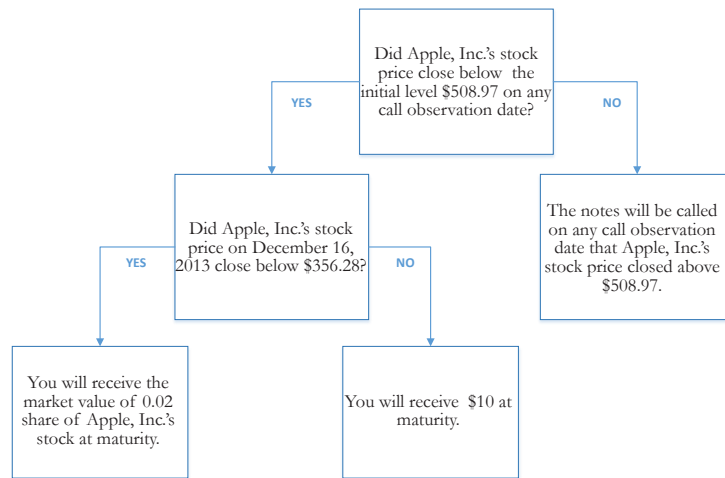 Did Apple, Inc.'s stock
price close below the
initial level $508.97 on any
call observation date?
YES
NO
Did Apple, Inc.'s stock
price on December 16,
2013 close below $356.28?
The notes will be called
on any call observation
date that Apple, Inc.'s
stock price closed above
$508.97.
YES
NO
You will receive the
market value of 0.02
share of Apple, Inc.'s
stock at maturity.
You will receive $10 at
maturity.